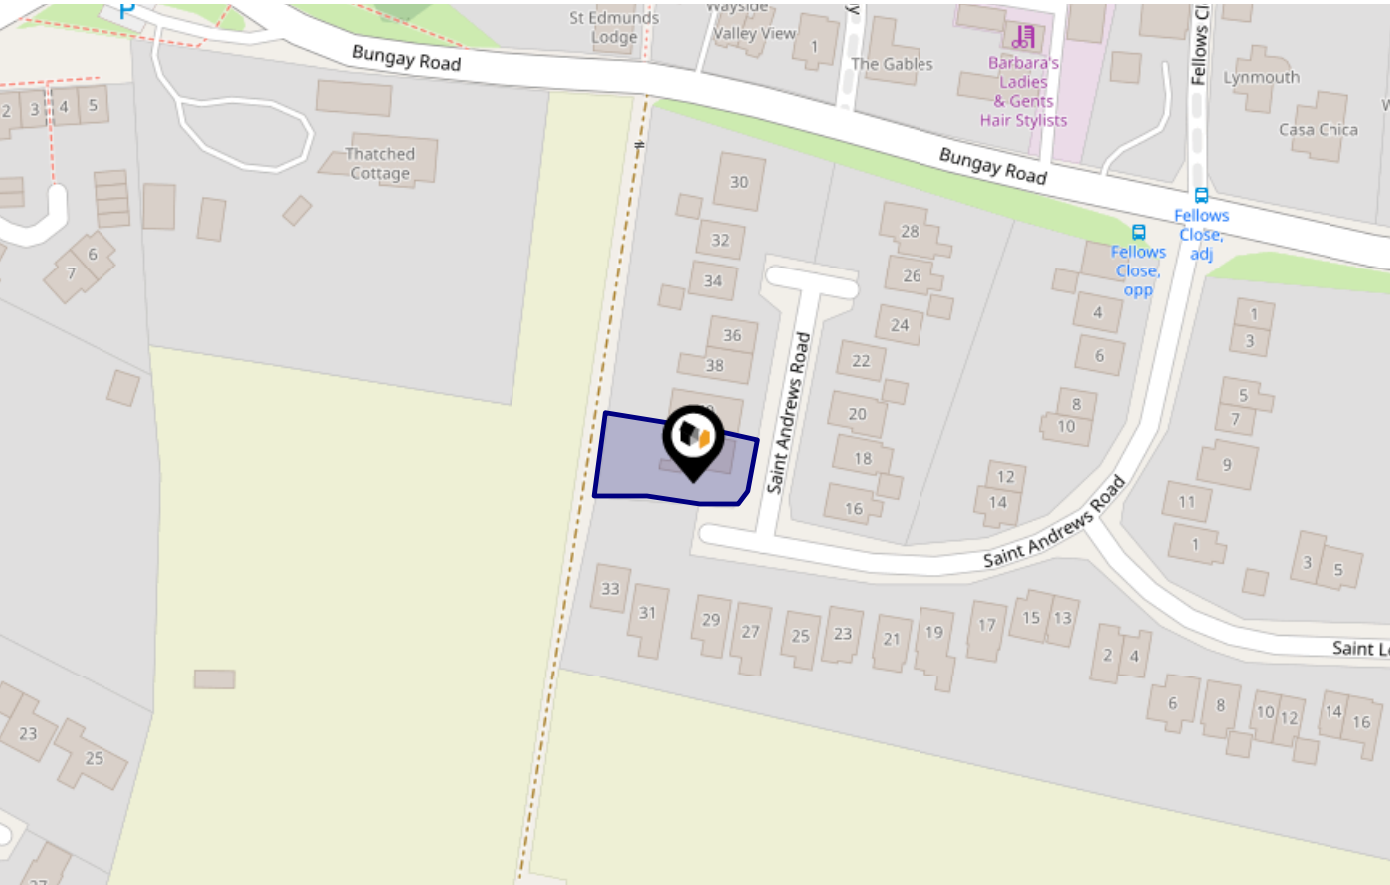 P
St Edmunds
Lodge
Wayside
Valley View
1
y
The Gables
Barbara's
Ladies
& Gents
Hair Stylists
Fellows Cl
Lynmouth
Casa Chica
Bungay Road
2
3
4
5
Thatched
Cottage
Bungay Road
30
Fellows
Close,
adj
Fellows
Close,
opp
32
28
6
7
34
26
4
1
3
36
24
38
22
6
5
7
8
10
20
18
9
Saint Andrews Road
12
14
16
11
1
Saint Andrews Road
3
5
33
31
29
27
25
23
21
19
17
15
13
2
4
Saint L
6
8
10
12
14
16
23
25